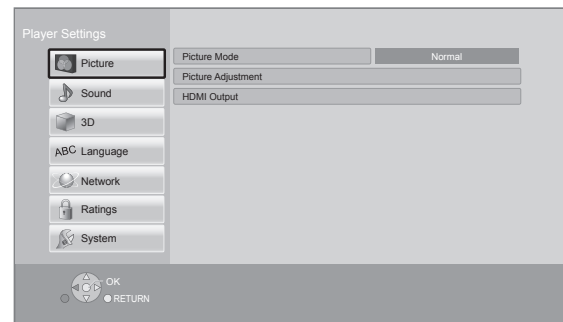 Player Settings
Picture
Sound
3D
ABC Language
Network
Ratings
System
Picture Mode Normal
Picture Adjustment
HDMI Output
OK
RETURN